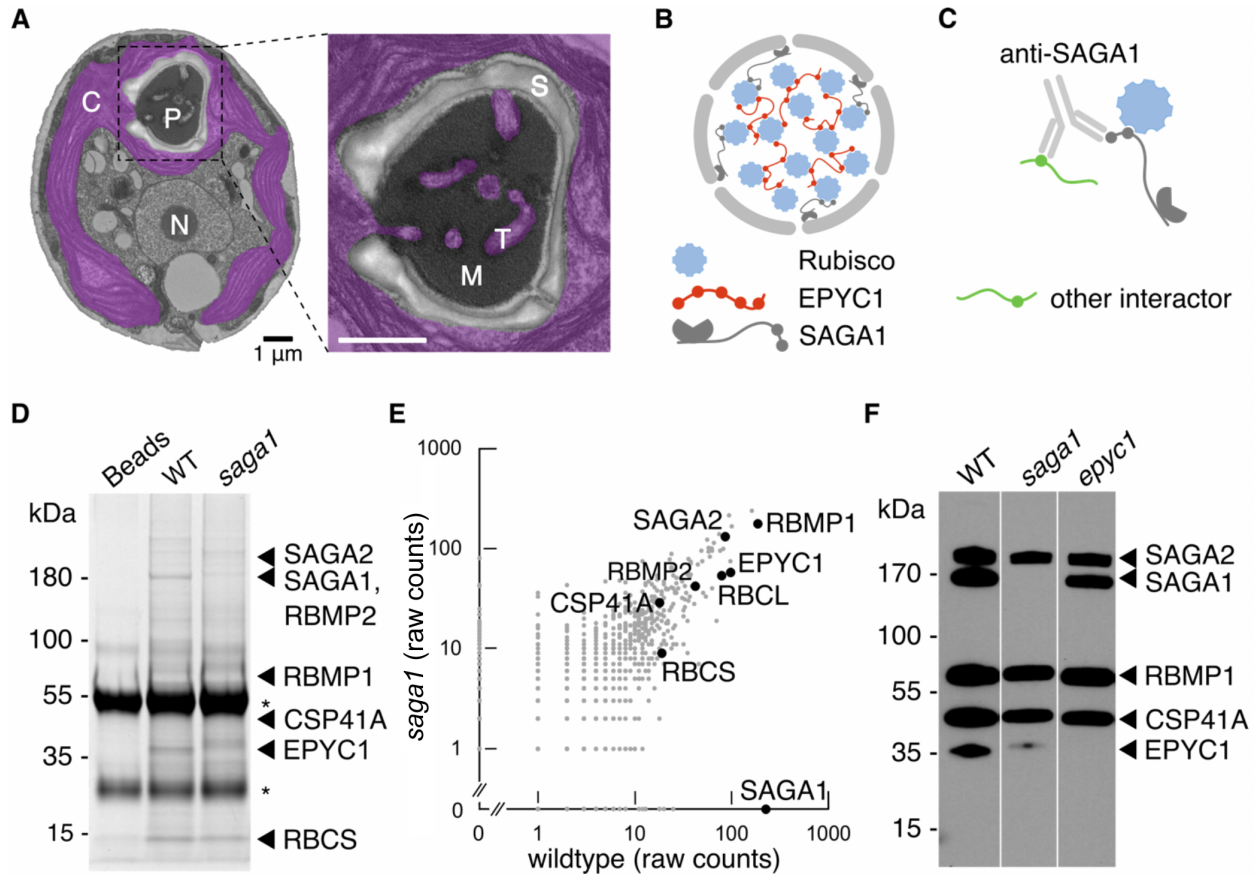 A
C
P
N
1 µm
S
T
M
B
Rubisco
EPYC1
SAGA1
C
anti-SAGA1
other interactor
D
Beads
WT
saga1
kDa
180 -
100 -
55 -
35 -
15 -
SAGA2
SAGA1,
RBMP2
RBMP1
*
CSP41A
EPYC1
*
RBCS
E
saga1 (raw counts)
1000
100
10
1
0
SAGA2
RBMP1
RBMP2
EPYC1
CSP41A
RBCL
RBCS
SAGA1
0 1 10 100 1000
wildtype (raw counts)
F
WT
saga1
epyc1
kDa
170 -
100 -
55 -
35 -
15 -
SAGA2
SAGA1
RBMP1
CSP41A
EPYC1